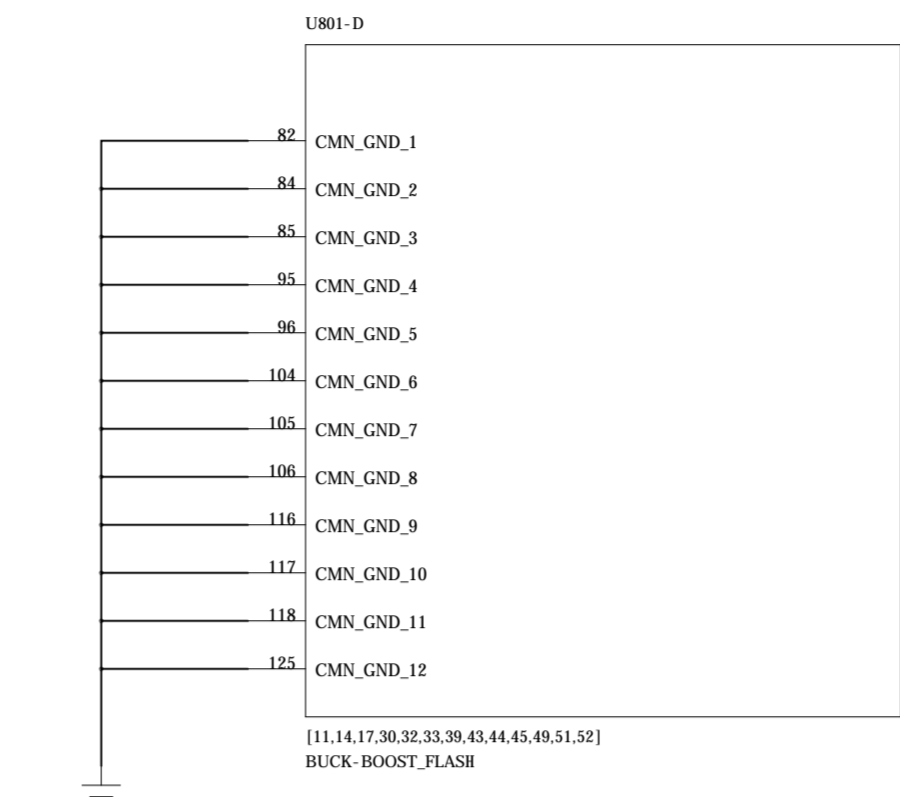 U801-D
82 CMN_GND_1
84 CMN_GND_2
85 CMN_GND_3
95 CMN_GND_4
96 CMN_GND_5
104 CMN_GND_6
105 CMN_GND_7
106 CMN_GND_8
116 CMN_GND_9
117 CMN_GND_10
118 CMN_GND_11
125 CMN_GND_12
[11,14,17,30,32,33,39,43,44,45,49,51,52]
BUCK-BOOST_FLASH